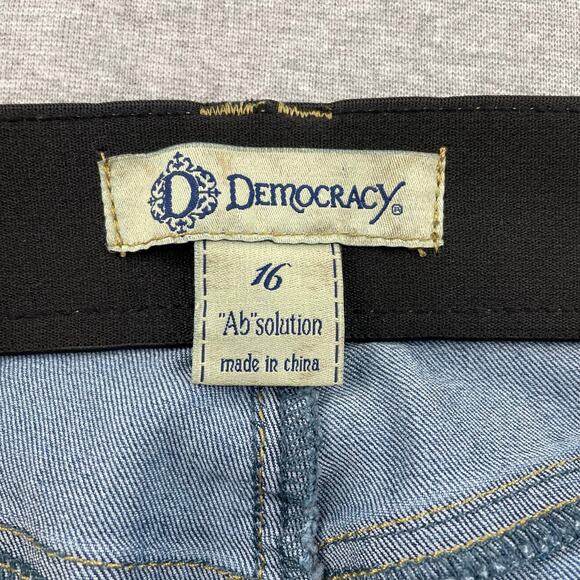 D DEMOCRACY®
16
"Ab"solution
made in china